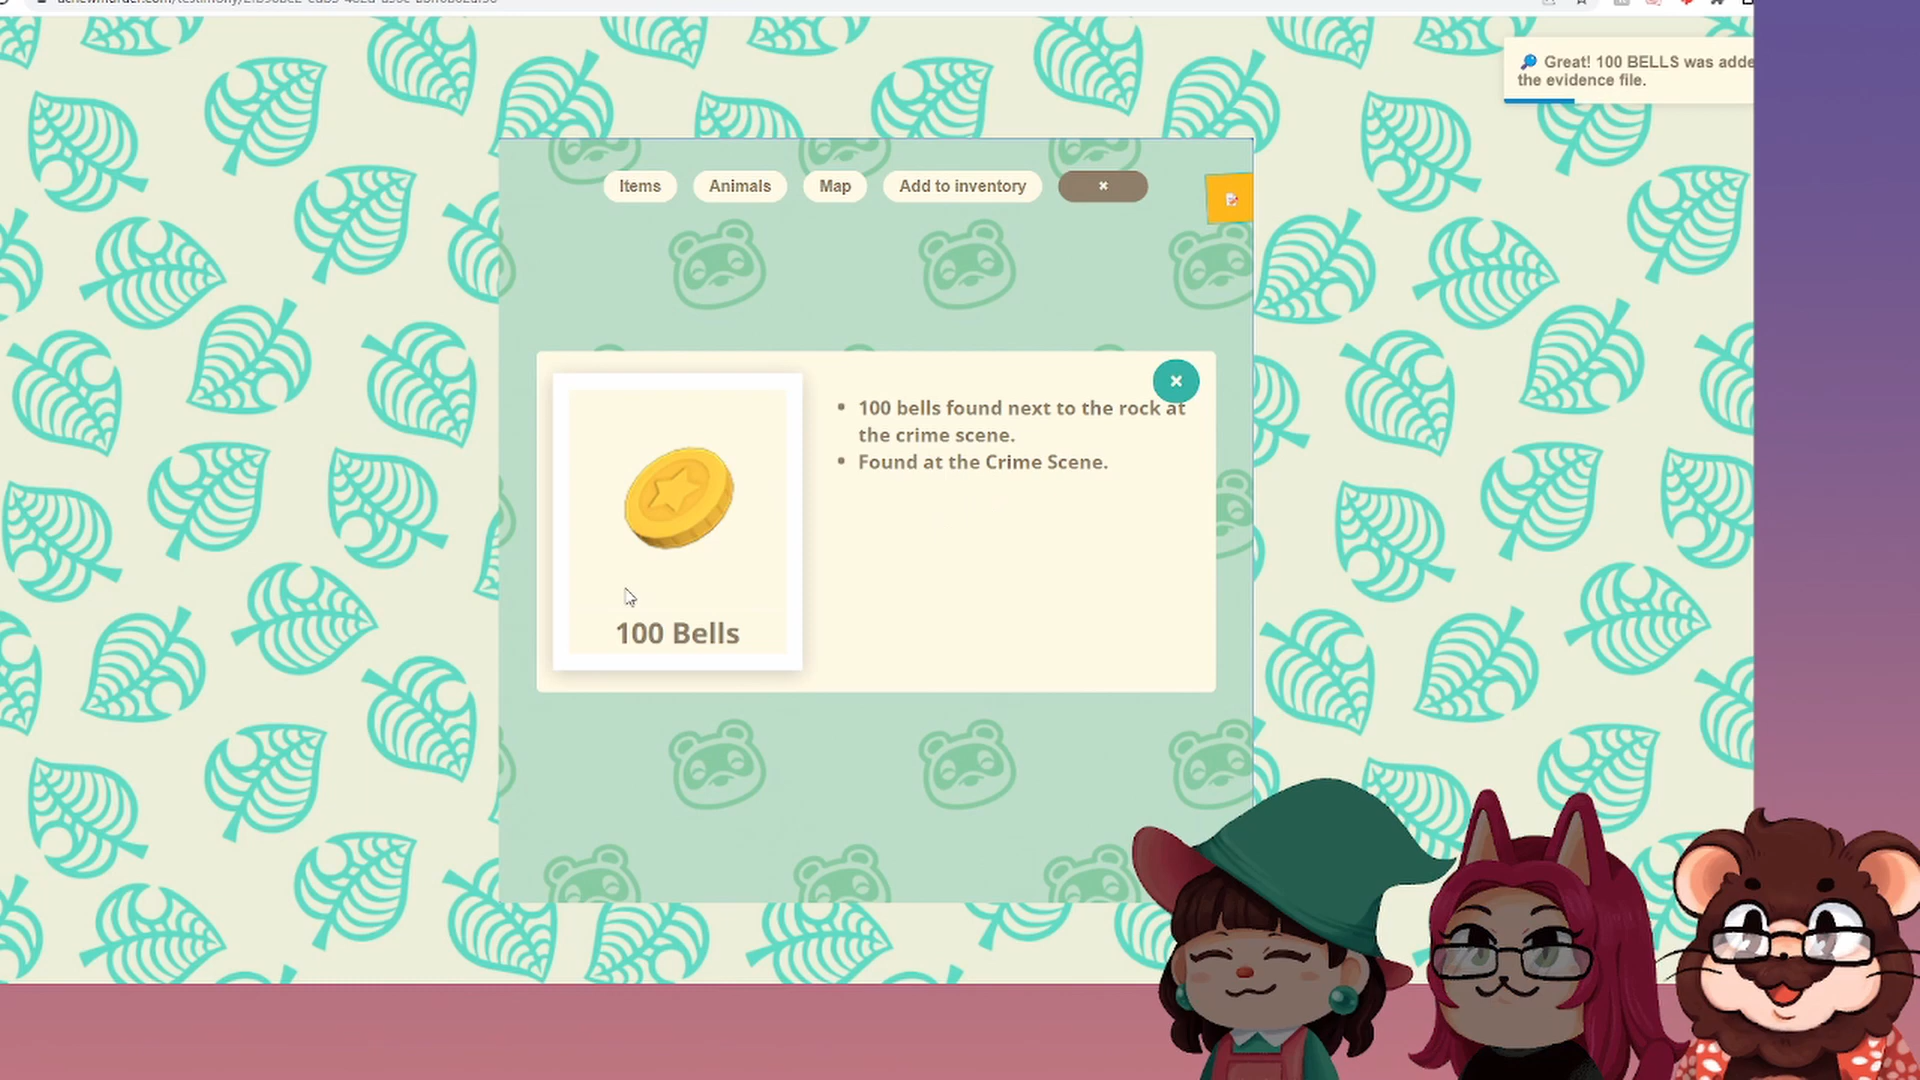 Great! 100 BELLS was adde
the evidence file.
Items
Animals
Map
Add to inventory
100 bells found next to the rock at
the crime scene.
Found at the Crime Scene.
100 Bells